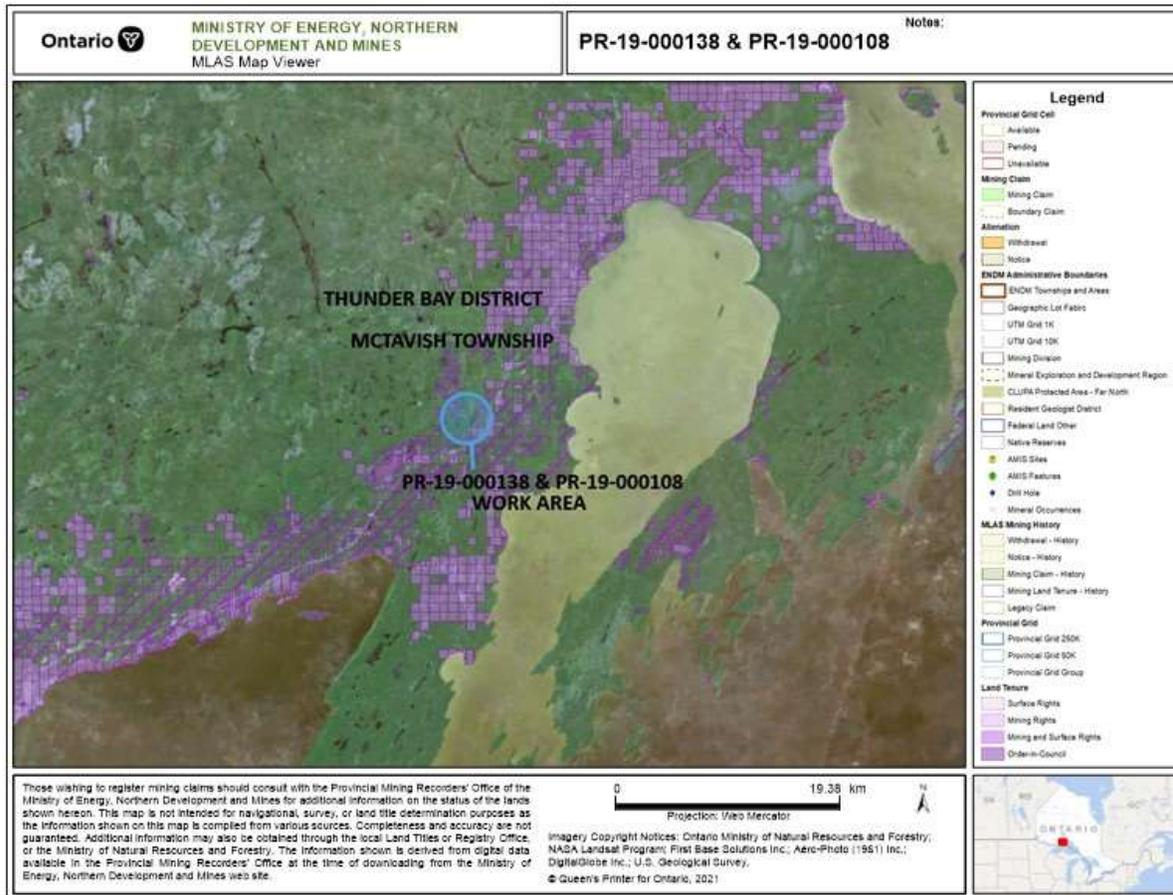 Ontario
MINISTRY OF ENERGY, NORTHERN
DEVELOPMENT AND MINES
MLAS Map Viewer
Notes:
PR-19-000138 & PR-19-000108
THUNDER BAY DISTRICT
MCTAVISH TOWNSHIP
PR-19-000138 & PR-19-000108
WORK AREA
Legend
Provincial Grid Cell
Available
Pending
Unavailable
Mining Claim
Mining Claim
Boundary Claim
Alienation
Withdrawal
Notice
ENDM Administrative Boundaries
ENDM Townships and Areas
Geographic Lot Fabric
UTM Grid 1K
UTM Grid 10K
Mining Division
Mineral Exploration and Development Region
CLUPA Protected Area - Far North
Resident Geologist District
Federal Land Other
Native Reserves
AMIS Sites
AMIS Features
Drill Hole
Mineral Occurrences
MLAS Mining History
Withdrawal - History
Notice - History
Mining Claim - History
Mining Land Tenure - History
Legacy Claim
Provincial Grid
Provincial Grid 250K
Provincial Grid 50K
Provincial Grid Group
Land Tenure
Surface Rights
Mining Rights
Mining and Surface Rights
Order-in-Council
Those wishing to register mining claims should consult with the Provincial Mining Recorders' Office of the
Ministry of Energy, Northern Development and Mines for additional information on the status of the lands
shown hereon. This map is not intended for navigational, survey, or land title determination purposes as
the information shown on this map is compiled from various sources. Completeness and accuracy are not
guaranteed. Additional information may also be obtained through the local Land Titles or Registry Office,
or the Ministry of Natural Resources and Forestry. The information shown is derived from digital data
available in the Provincial Mining Recorders' Office at the time of downloading from the Ministry of
Energy, Northern Development and Mines web site.
0 19.38 km
Projection: Web Mercator
N
Imagery Copyright Notices: Ontario Ministry of Natural Resources and Forestry;
NASA Landsat Program; First Base Solutions Inc.; Aéro-Photo (1961) Inc.;
DigitalGlobe Inc.; U.S. Geological Survey.
© Queen's Printer for Ontario, 2021
ONTARIO